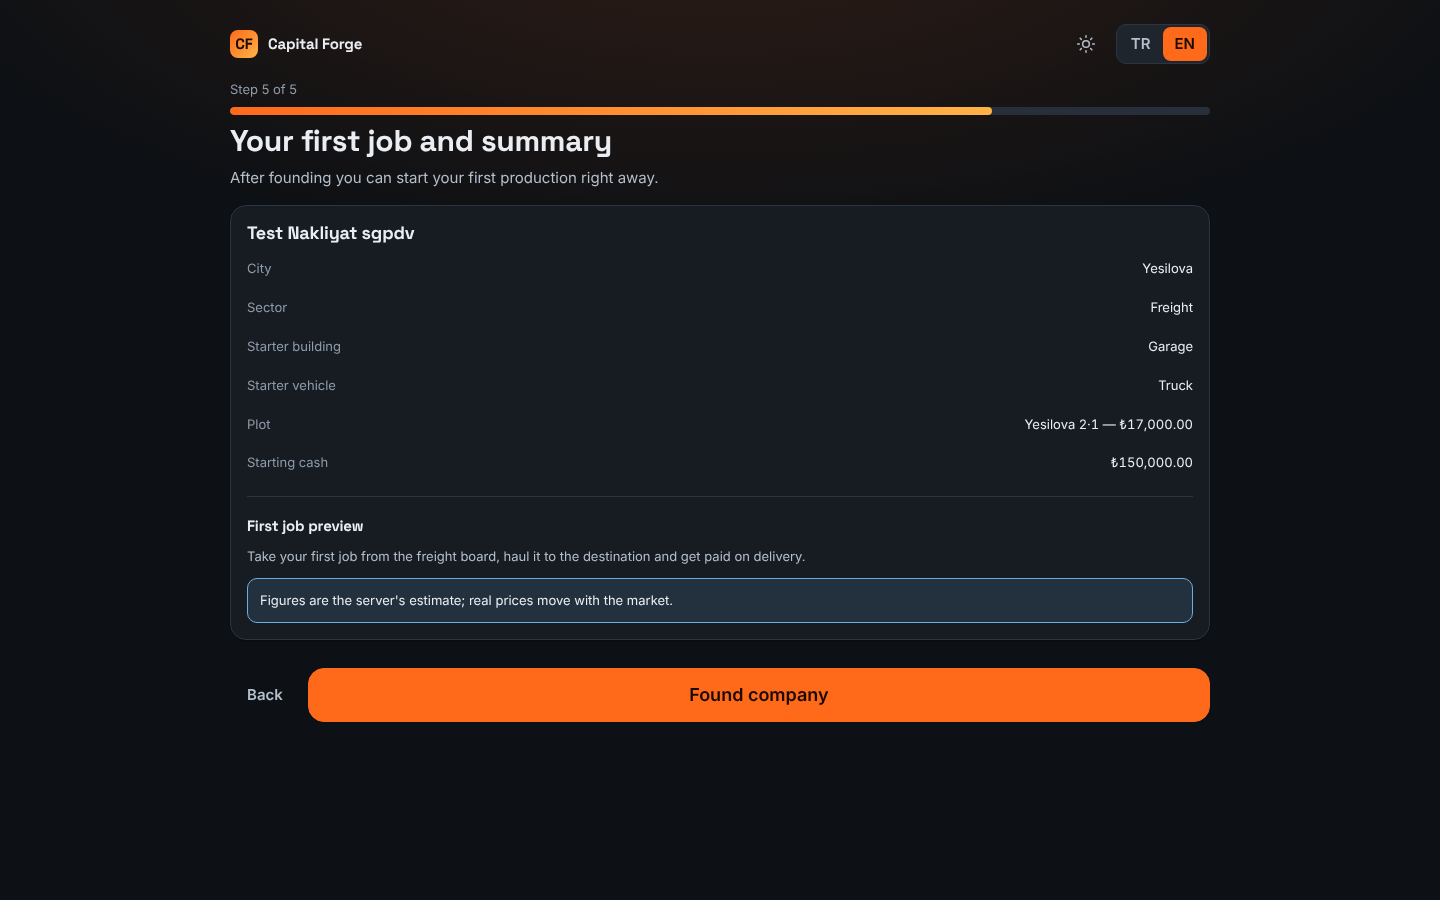 CF Capital Forge
TR EN
Step 5 of 5
Your first job and summary
After founding you can start your first production right away.
Test Nakliyat sgpdv
City Yesilova
Sector Freight
Starter building Garage
Starter vehicle Truck
Plot Yesilova 2·1 — ₺17,000.00
Starting cash ₺150,000.00
First job preview
Take your first job from the freight board, haul it to the destination and get paid on delivery.
Figures are the server's estimate; real prices move with the market.
Back Found company